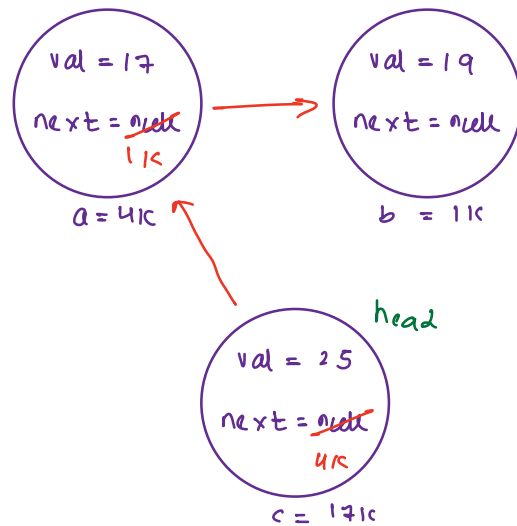 val = 17
next = null
1K
a = 4K
val = 19
next = null
b = 1K
head
val = 25
next = null
4K
c = 17K